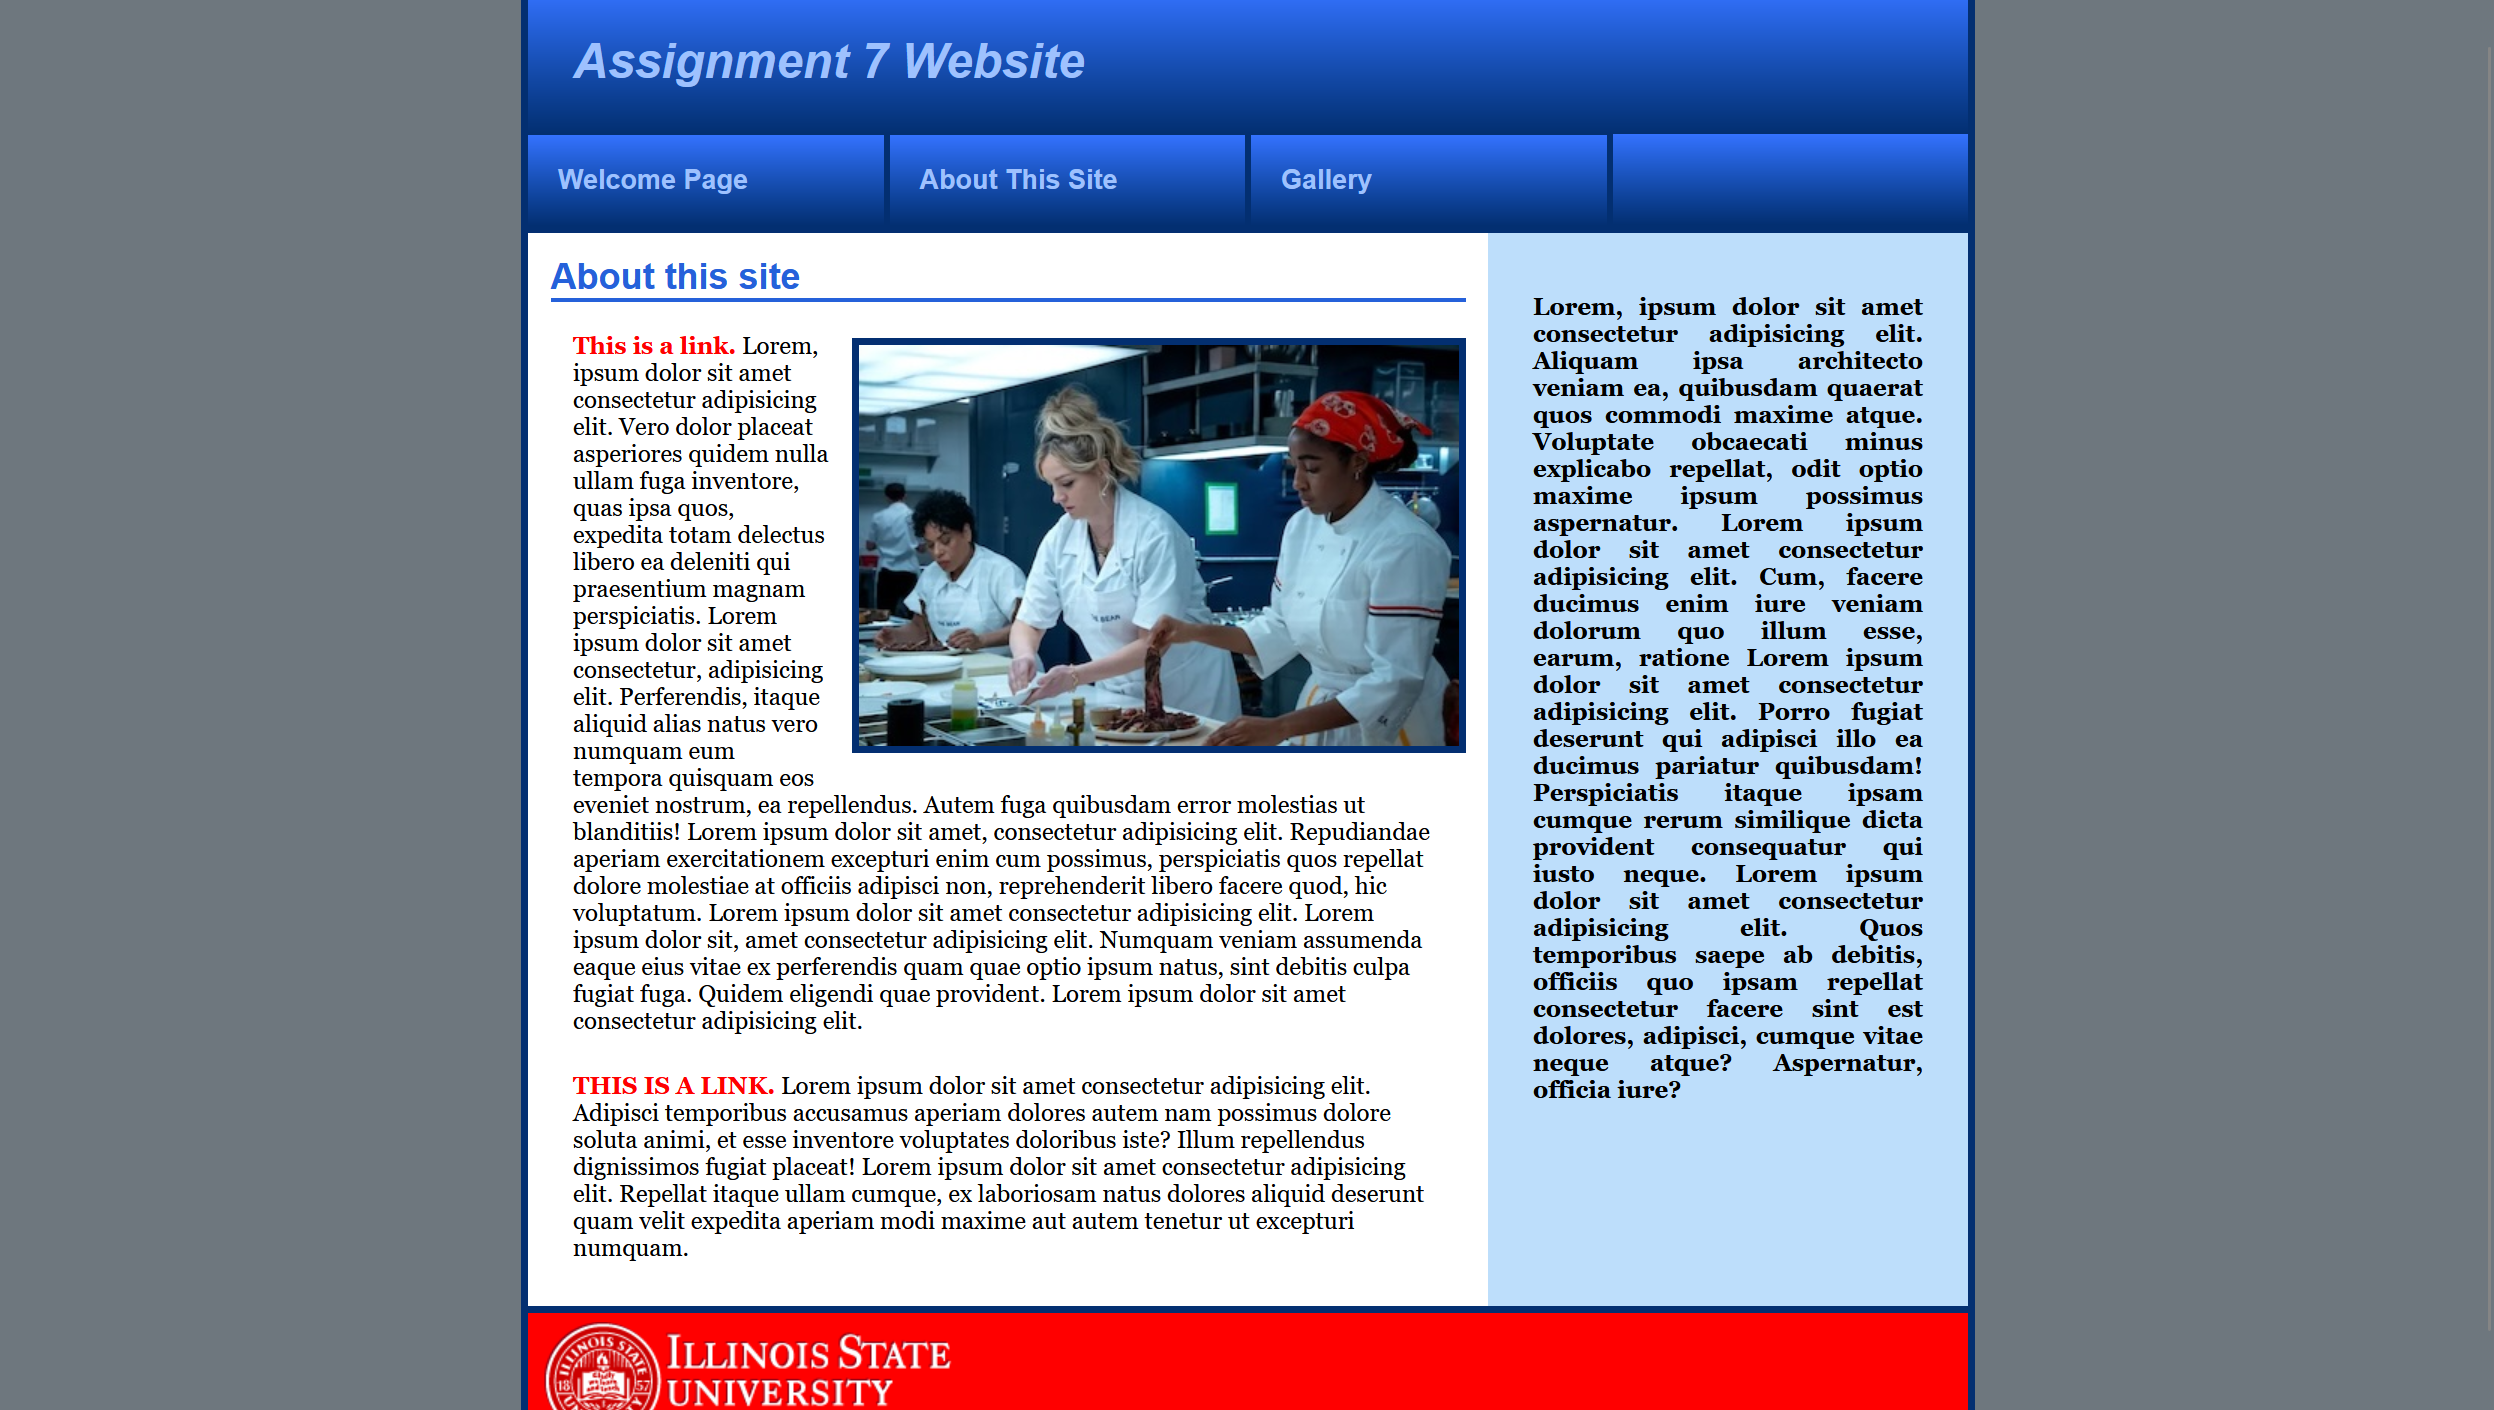 Assignment 7 Website
Welcome Page
About This Site
Gallery
About this site
This is a link. Lorem,
ipsum dolor sit amet
consectetur adipisicing
elit. Vero dolor placeat
asperiores quidem nulla
ullam fuga inventore,
quas ipsa quos,
expedita totam delectus
libero ea deleniti qui
praesentium magnam
perspiciatis. Lorem
ipsum dolor sit amet
consectetur, adipisicing
elit. Perferendis, itaque
aliquid alias natus vero
numquam eum
tempora quisquam eos
eveniet nostrum, ea repellendus. Autem fuga quibusdam error molestias ut
blanditiis! Lorem ipsum dolor sit amet, consectetur adipisicing elit. Repudiandae
aperiam exercitationem excepturi enim cum possimus, perspiciatis quos repellat
dolore molestiae at officiis adipisci non, reprehenderit libero facere quod, hic
voluptatum. Lorem ipsum dolor sit amet consectetur adipisicing elit. Lorem
ipsum dolor sit, amet consectetur adipisicing elit. Numquam veniam assumenda
eaque eius vitae ex perferendis quam quae optio ipsum natus, sint debitis culpa
fugiat fuga. Quidem eligendi quae provident. Lorem ipsum dolor sit amet
consectetur adipisicing elit.
THIS IS A LINK. Lorem ipsum dolor sit amet consectetur adipisicing elit.
Adipisci temporibus accusamus aperiam dolores autem nam possimus dolore
soluta animi, et esse inventore voluptates doloribus iste? Illum repellendus
dignissimos fugiat placeat! Lorem ipsum dolor sit amet consectetur adipisicing
elit. Repellat itaque ullam cumque, ex laboriosam natus dolores aliquid deserunt
quam velit expedita aperiam modi maxime aut autem tenetur ut excepturi
numquam.
THE BEAR
THE BEAR
Lorem, ipsum dolor sit amet
consectetur adipisicing elit.
Aliquam ipsa architecto
veniam ea, quibusdam quaerat
quos commodi maxime atque.
Voluptate obcaecati minus
explicabo repellat, odit optio
maxime ipsum possimus
aspernatur. Lorem ipsum
dolor sit amet consectetur
adipisicing elit. Cum, facere
ducimus enim iure veniam
dolorum quo illum esse,
earum, ratione Lorem ipsum
dolor sit amet consectetur
adipisicing elit. Porro fugiat
deserunt qui adipisci illo ea
ducimus pariatur quibusdam!
Perspiciatis itaque ipsam
cumque rerum similique dicta
provident consequatur qui
iusto neque. Lorem ipsum
dolor sit amet consectetur
adipisicing elit. Quos
temporibus saepe ab debitis,
officiis quo ipsam repellat
consectetur facere sint est
dolores, adipisci, cumque vitae
neque atque? Aspernatur,
officia iure?
ILLINOIS STATE
18 57
ILLINOIS STATE
UNIVERSITY